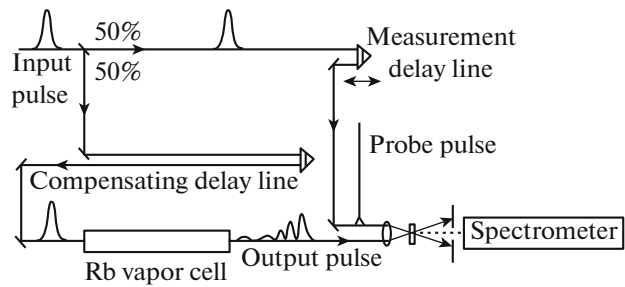 50%
Input
pulse
50%
Measurement
delay line
Probe pulse
Compensating delay line
Rb vapor cell
Output pulse
Spectrometer